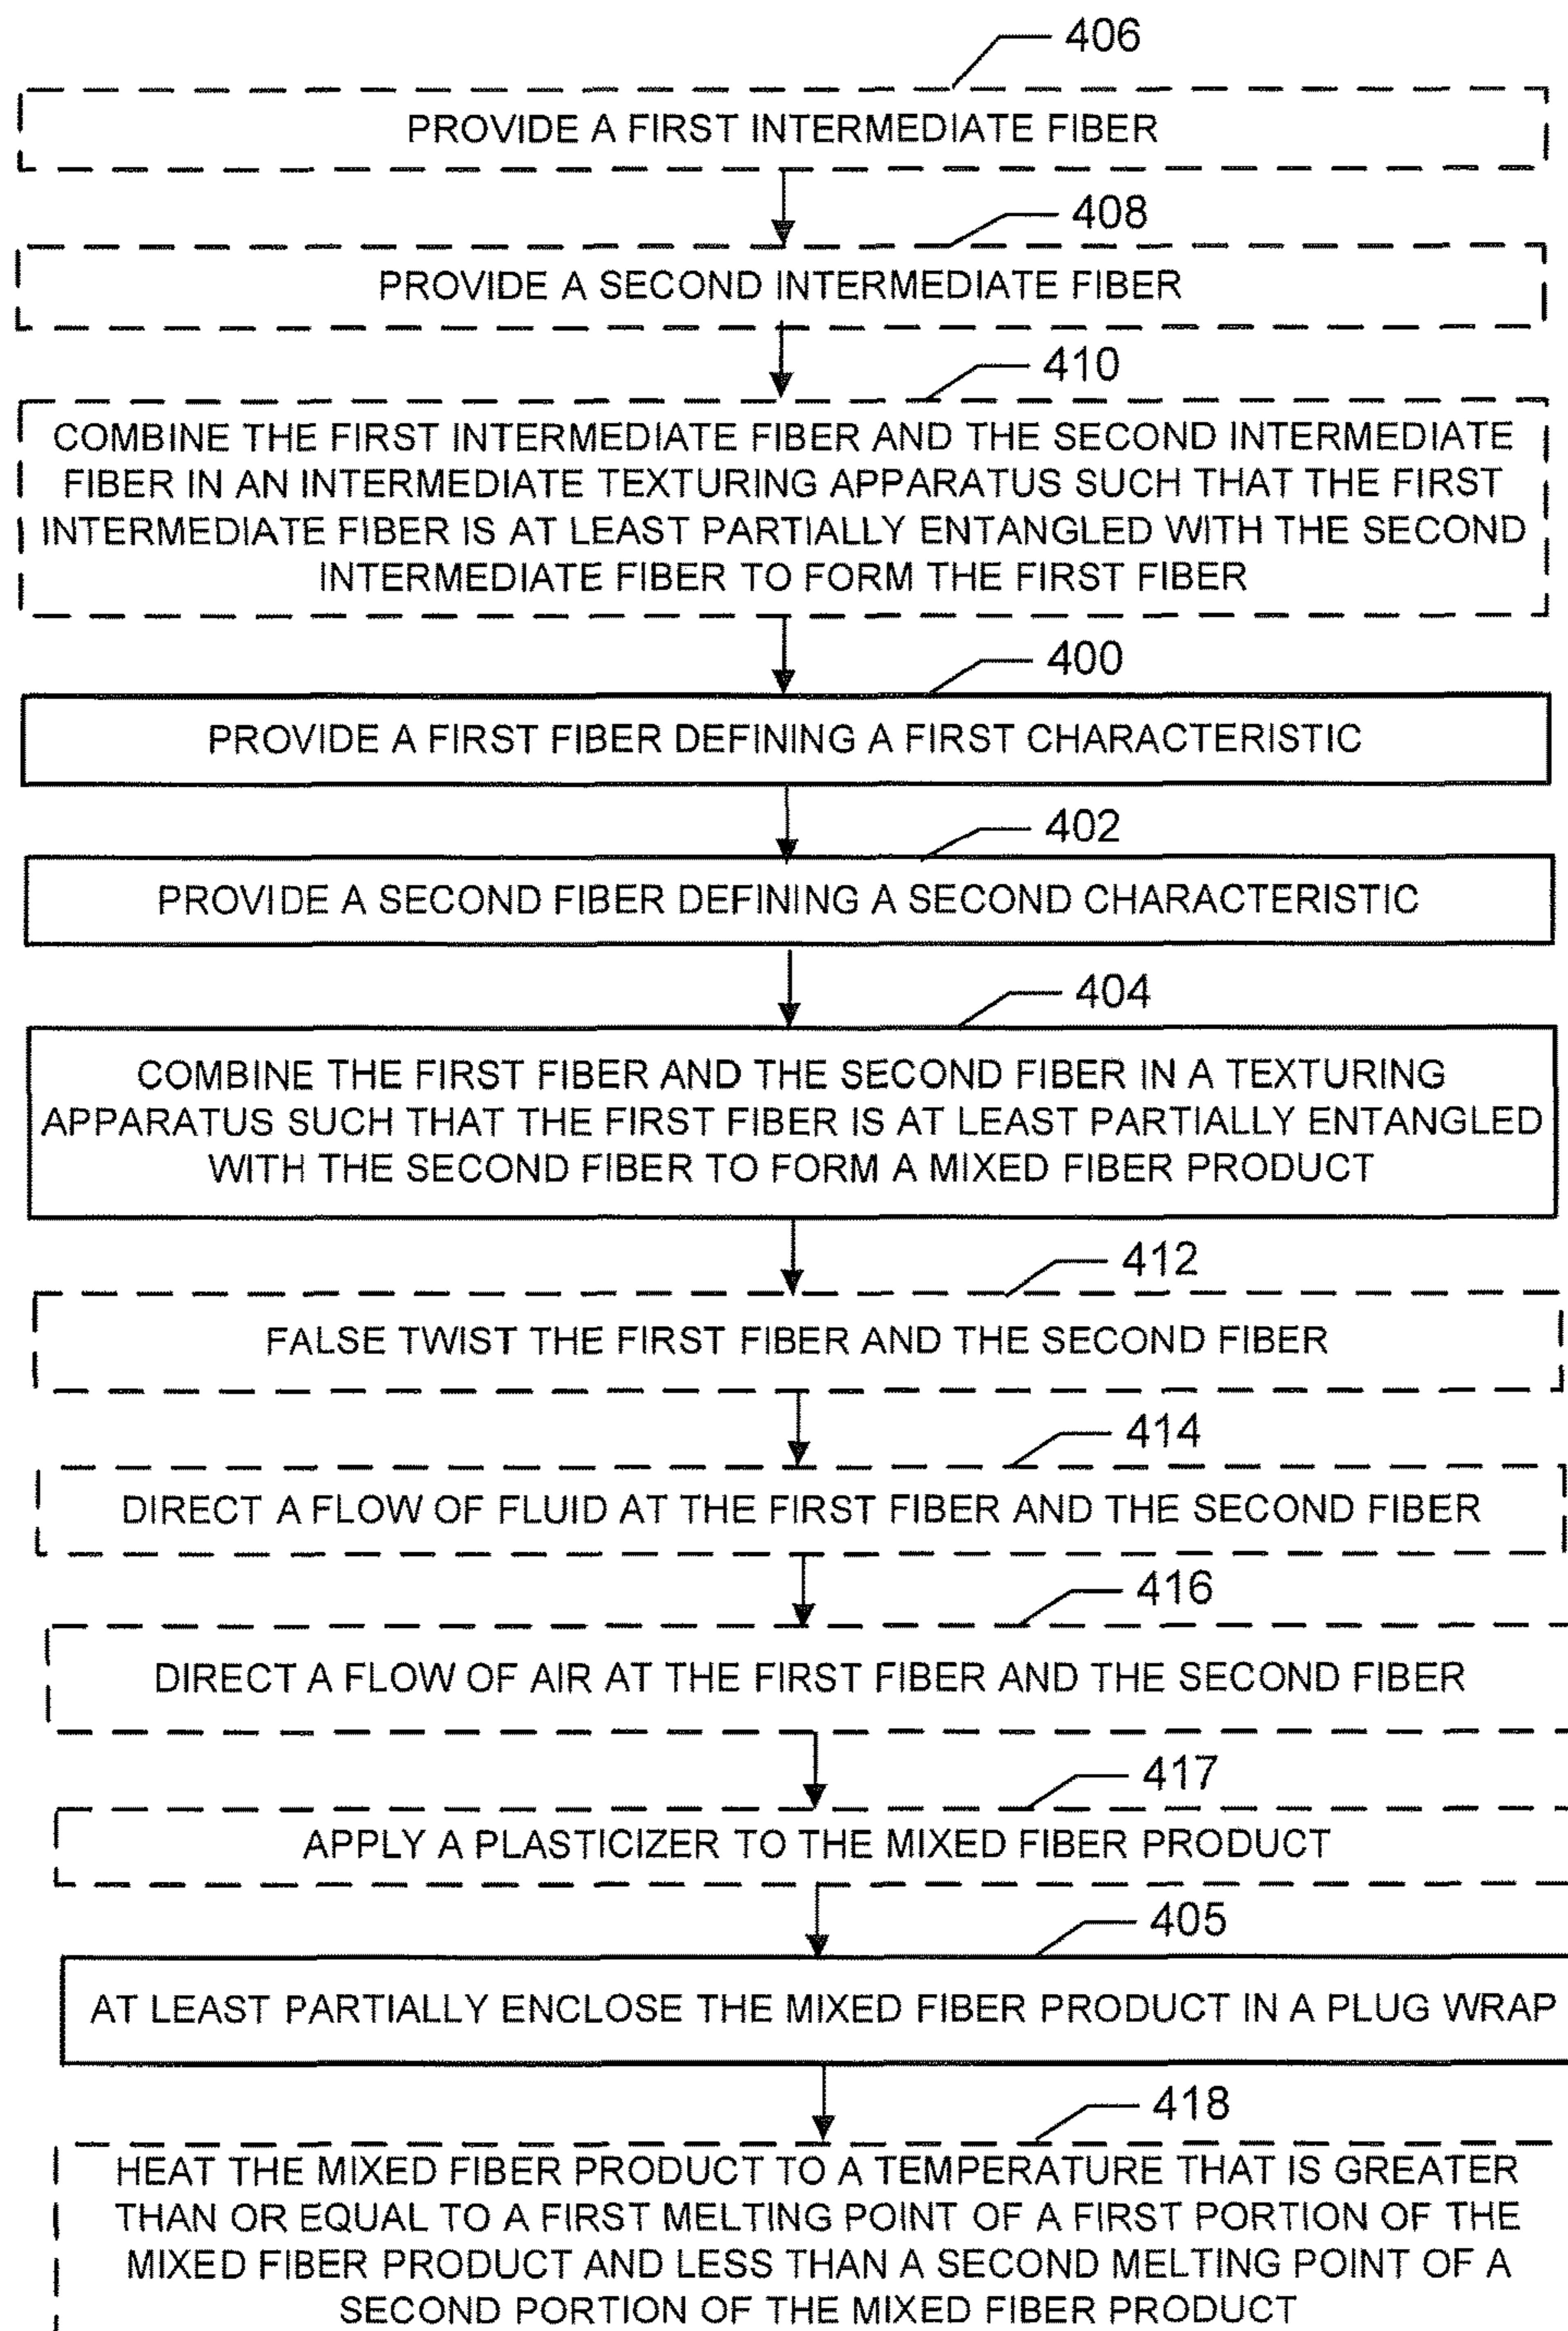 406
PROVIDE A FIRST INTERMEDIATE FIBER
408
PROVIDE A SECOND INTERMEDIATE FIBER
410
COMBINE THE FIRST INTERMEDIATE FIBER AND THE SECOND INTERMEDIATE
FIBER IN AN INTERMEDIATE TEXTURING APPARATUS SUCH THAT THE FIRST
INTERMEDIATE FIBER IS AT LEAST PARTIALLY ENTANGLED WITH THE SECOND
INTERMEDIATE FIBER TO FORM THE FIRST FIBER
400
PROVIDE A FIRST FIBER DEFINING A FIRST CHARACTERISTIC
402
PROVIDE A SECOND FIBER DEFINING A SECOND CHARACTERISTIC
404
COMBINE THE FIRST FIBER AND THE SECOND FIBER IN A TEXTURING
APPARATUS SUCH THAT THE FIRST FIBER IS AT LEAST PARTIALLY ENTANGLED
WITH THE SECOND FIBER TO FORM A MIXED FIBER PRODUCT
412
FALSE TWIST THE FIRST FIBER AND THE SECOND FIBER
414
DIRECT A FLOW OF FLUID AT THE FIRST FIBER AND THE SECOND FIBER
416
DIRECT A FLOW OF AIR AT THE FIRST FIBER AND THE SECOND FIBER
417
APPLY A PLASTICIZER TO THE MIXED FIBER PRODUCT
405
AT LEAST PARTIALLY ENCLOSE THE MIXED FIBER PRODUCT IN A PLUG WRAP
418
HEAT THE MIXED FIBER PRODUCT TO A TEMPERATURE THAT IS GREATER
THAN OR EQUAL TO A FIRST MELTING POINT OF A FIRST PORTION OF THE
MIXED FIBER PRODUCT AND LESS THAN A SECOND MELTING POINT OF A
SECOND PORTION OF THE MIXED FIBER PRODUCT